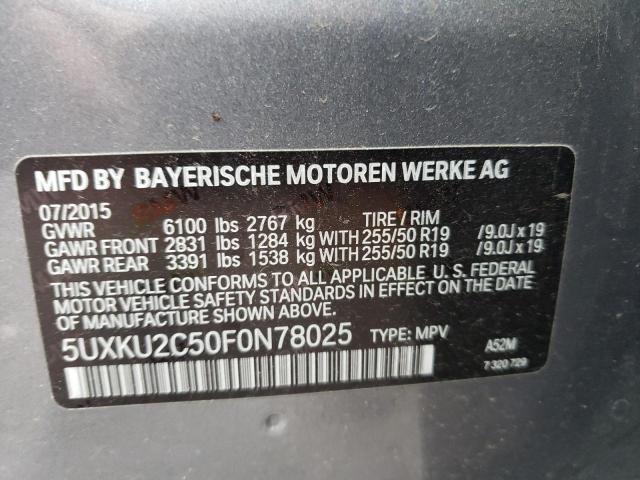 MFD BY BAYERISCHE MOTOREN WERKE AG
07/2015
GVWR 6100 lbs 2767 kg TIRE / RIM
GAWR FRONT 2831 lbs 1284 kg WITH 255/50 R19 /9.0J x 19
GAWR REAR 3391 lbs 1538 kg WITH 255/50 R19 /9.0J x 19
THIS VEHICLE CONFORMS TO ALL APPLICABLE U. S. FEDERAL
MOTOR VEHICLE SAFETY STANDARDS IN EFFECT ON THE DATE
OF MANUFACTURE SHOWN ABOVE.
5UXKU2C50F0N78025 TYPE: MPV A52M
7 320 729